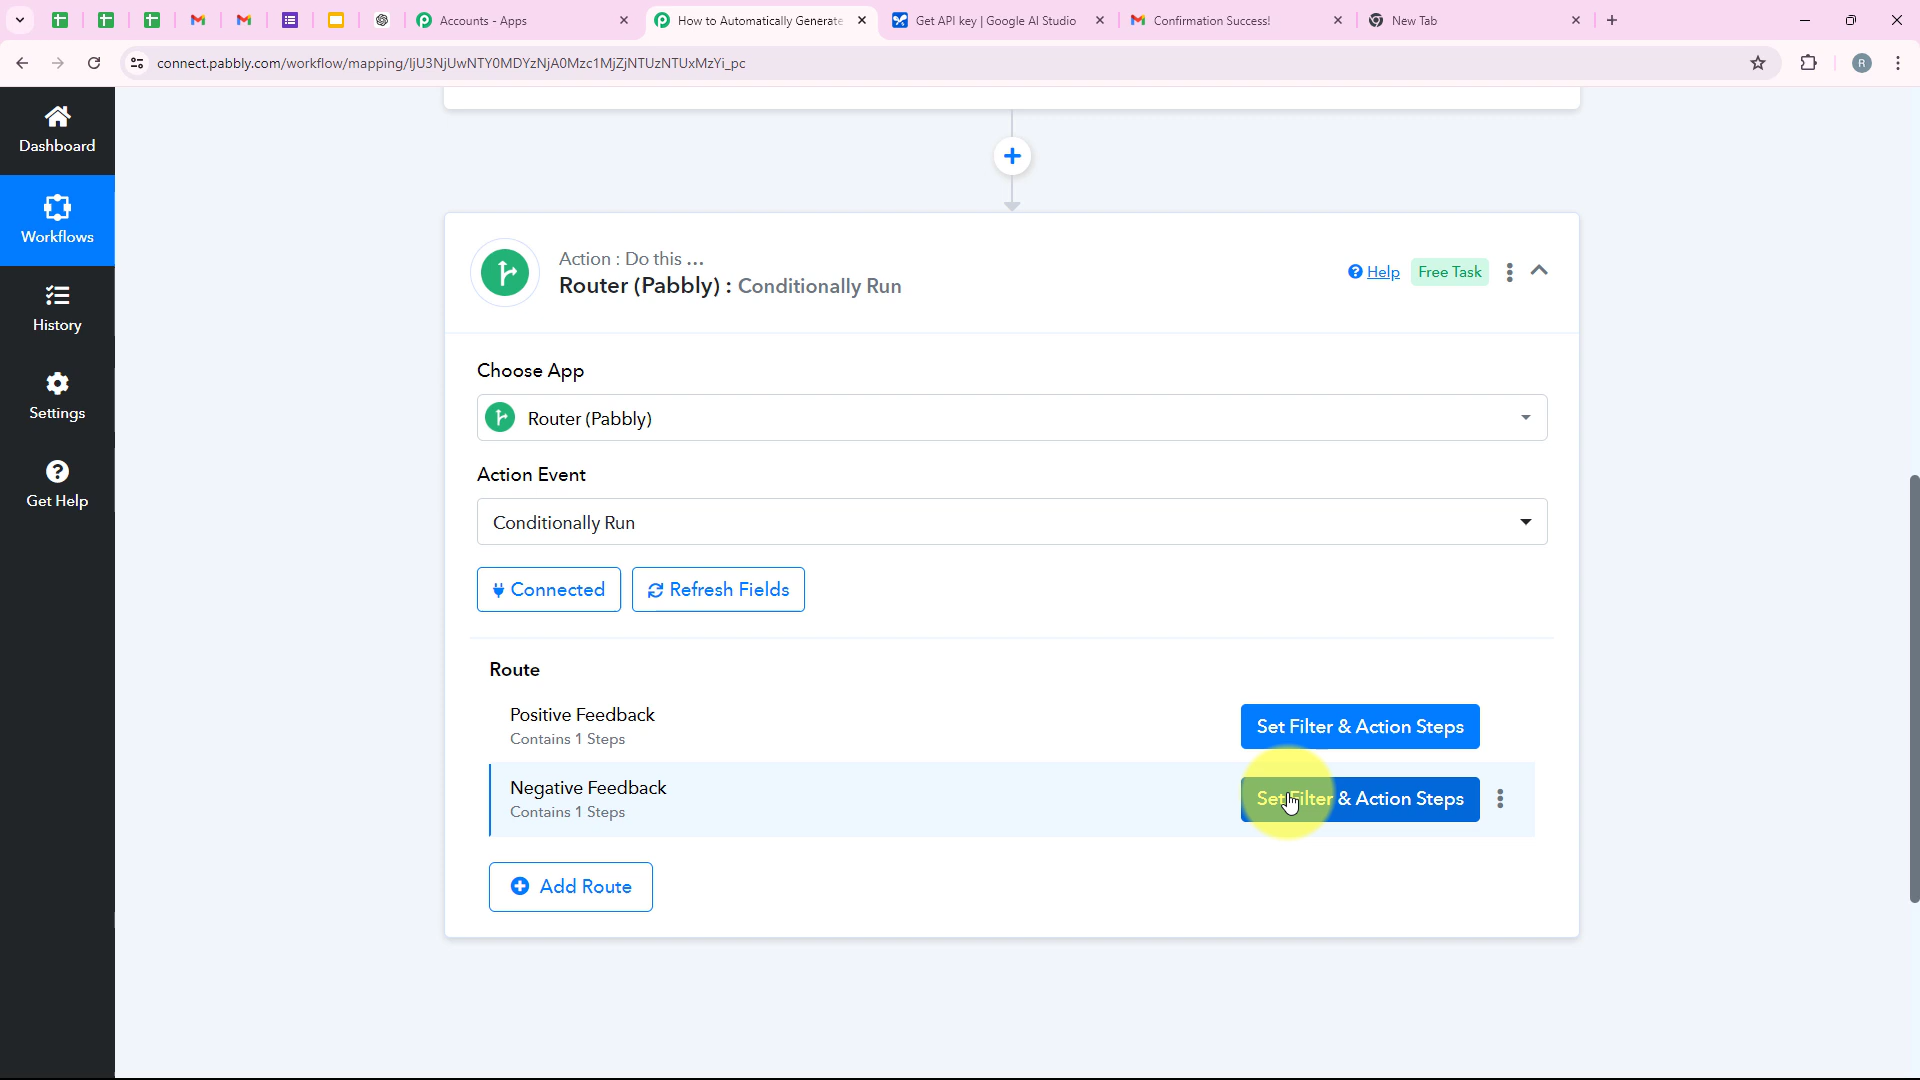 Accounts - Apps
How to Automatically Generate
Get API key | Google AI Studio
Confirmation Success!
New Tab
connect.pabbly.com/workflow/mapping/IjU3NjUwNTY0MDYzNjA0Mzc1MjZjNTUzNTUxMzYi_pc
R
Dashboard
Workflows
History
Settings
Get Help
Action : Do this ...
Router (Pabbly) : Conditionally Run
Help
Free Task
Choose App
Router (Pabbly)
Action Event
Conditionally Run
Connected
Refresh Fields
Route
Positive Feedback
Contains 1 Steps
Set Filter & Action Steps
Negative Feedback
Contains 1 Steps
Set Filter & Action Steps
Add Route